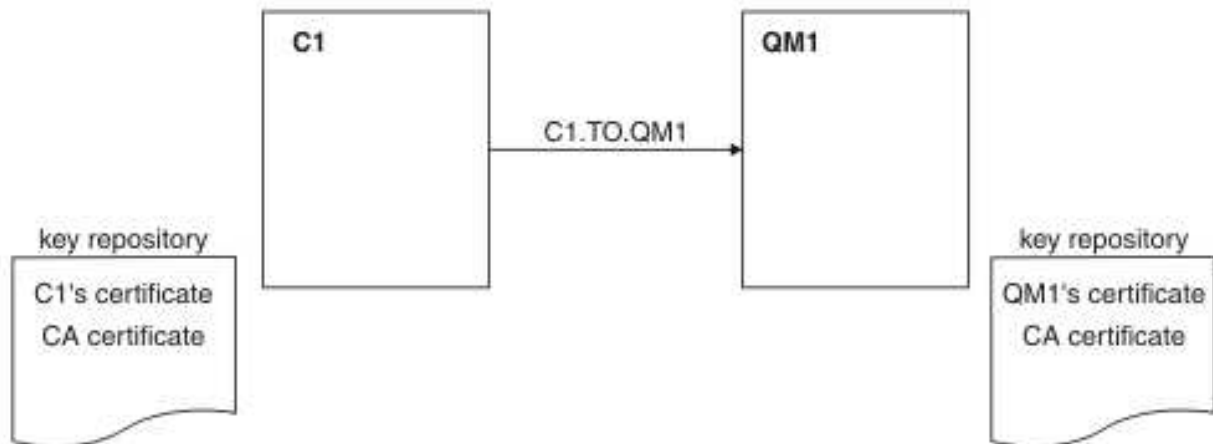 C1
QM1
C1.TO.QM1
key repository
C1's certificate
CA certificate
key repository
QM1's certificate
CA certificate